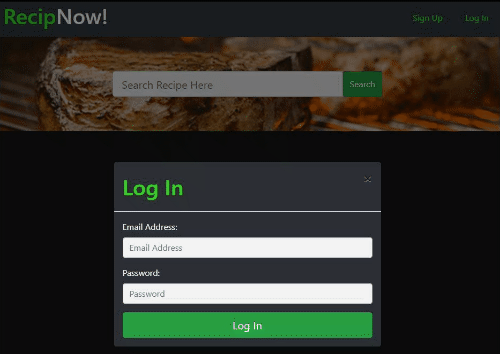 RecipNow!
Sign Up Log In
Search Recipe Here
Search
Log In
×
Email Address:
Email Address
Password:
Password
Log In